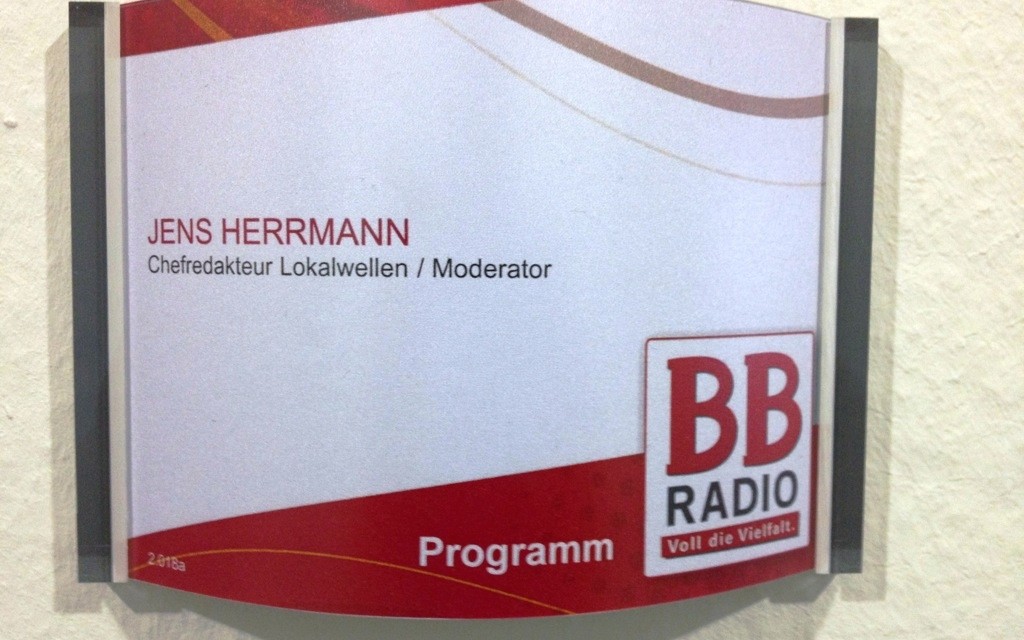 JENS HERRMANN
Chefredakteur Lokalwellen / Moderator
BB
RADIO
Voll die Vielfalt.
Programm
2.018a